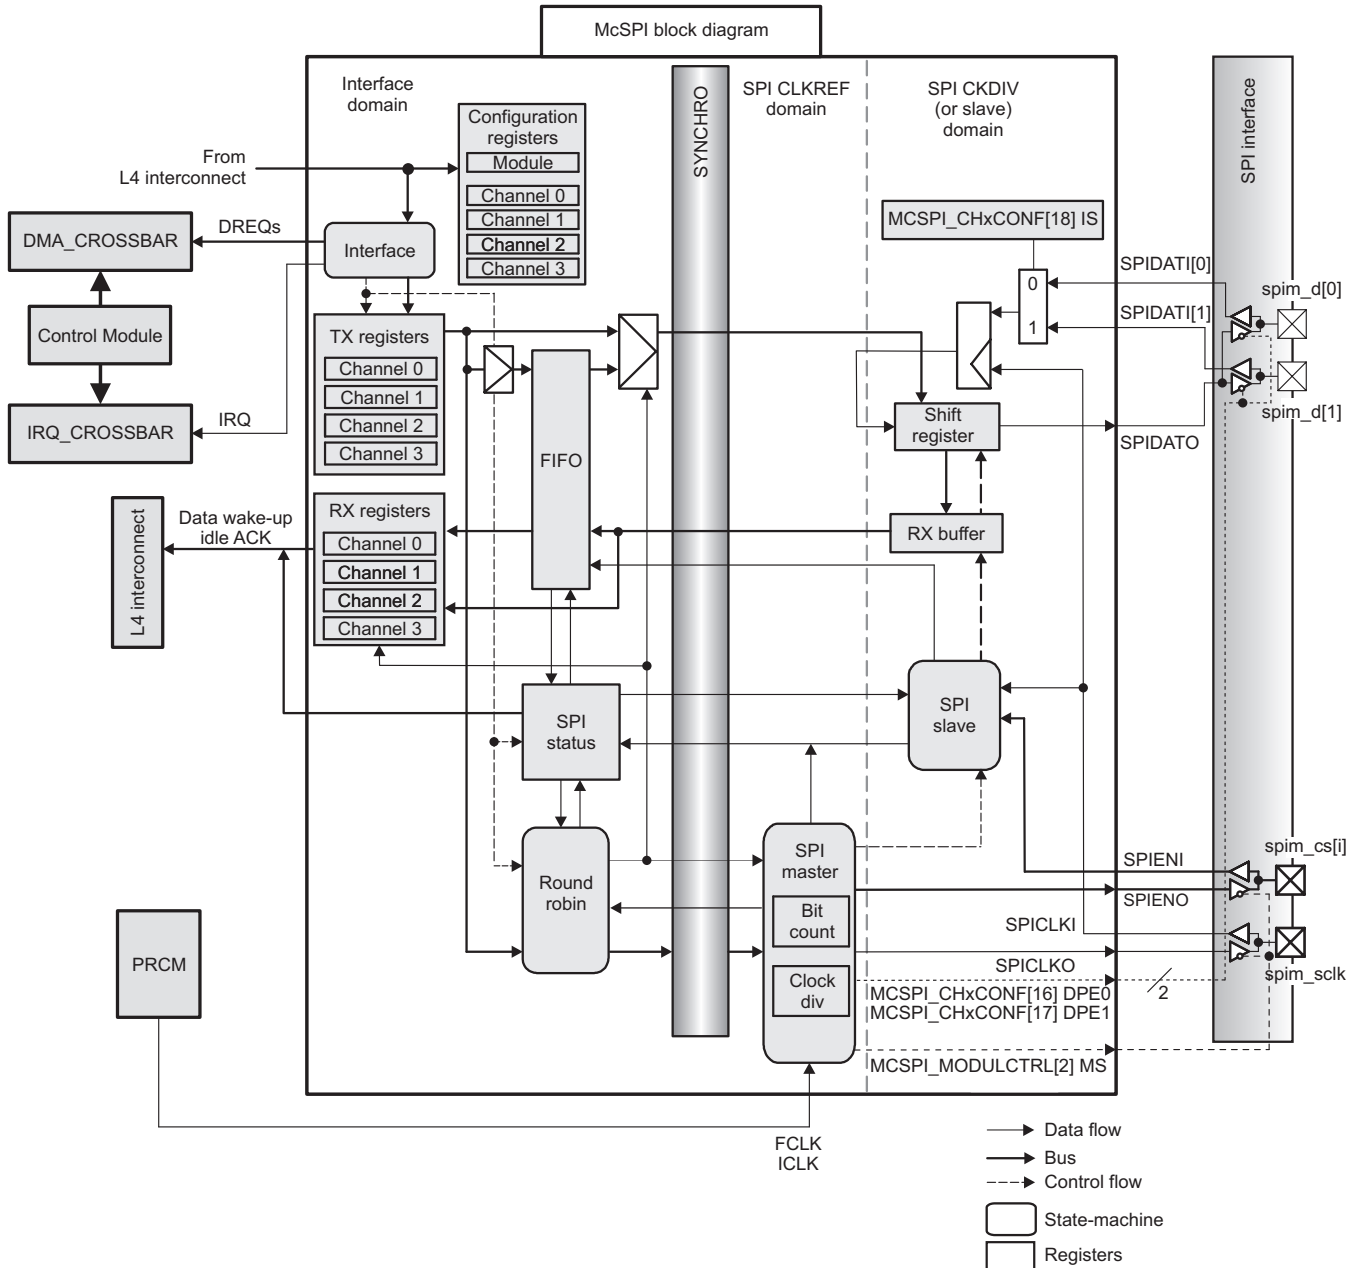 McSPI block diagram
Interface
domain
SPI CLKREF
domain
SPI CKDIV
(or slave)
domain
SYNCHRO
SPI interface
Configuration
registers
Module
Channel 0
Channel 1
Channel 2
Channel 3
From
L4 interconnect
DMA_CROSSBAR
DREQs
Interface
Control Module
IRQ_CROSSBAR
IRQ
MCSPI_CHxCONF[18] IS
0
1
SPIDATI[0]
SPIDATI[1]
spim_d[0]
spim_d[1]
TX registers
Channel 0
Channel 1
Channel 2
Channel 3
FIFO
Shift
register
SPIDATO
L4 interconnect
Data wake-up
idle ACK
RX registers
Channel 0
Channel 1
Channel 2
Channel 3
RX buffer
SPI
status
SPI
slave
Round
robin
SPI
master
Bit
count
Clock
div
SPIENI
SPIENO
spim_cs[i]
SPICLKI
SPICLKO
spim_sclk
MCSPI_CHxCONF[16] DPE0
MCSPI_CHxCONF[17] DPE1
2
MCSPI_MODULCTRL[2] MS
PRCM
FCLK
ICLK
Data flow
Bus
Control flow
State-machine
Registers